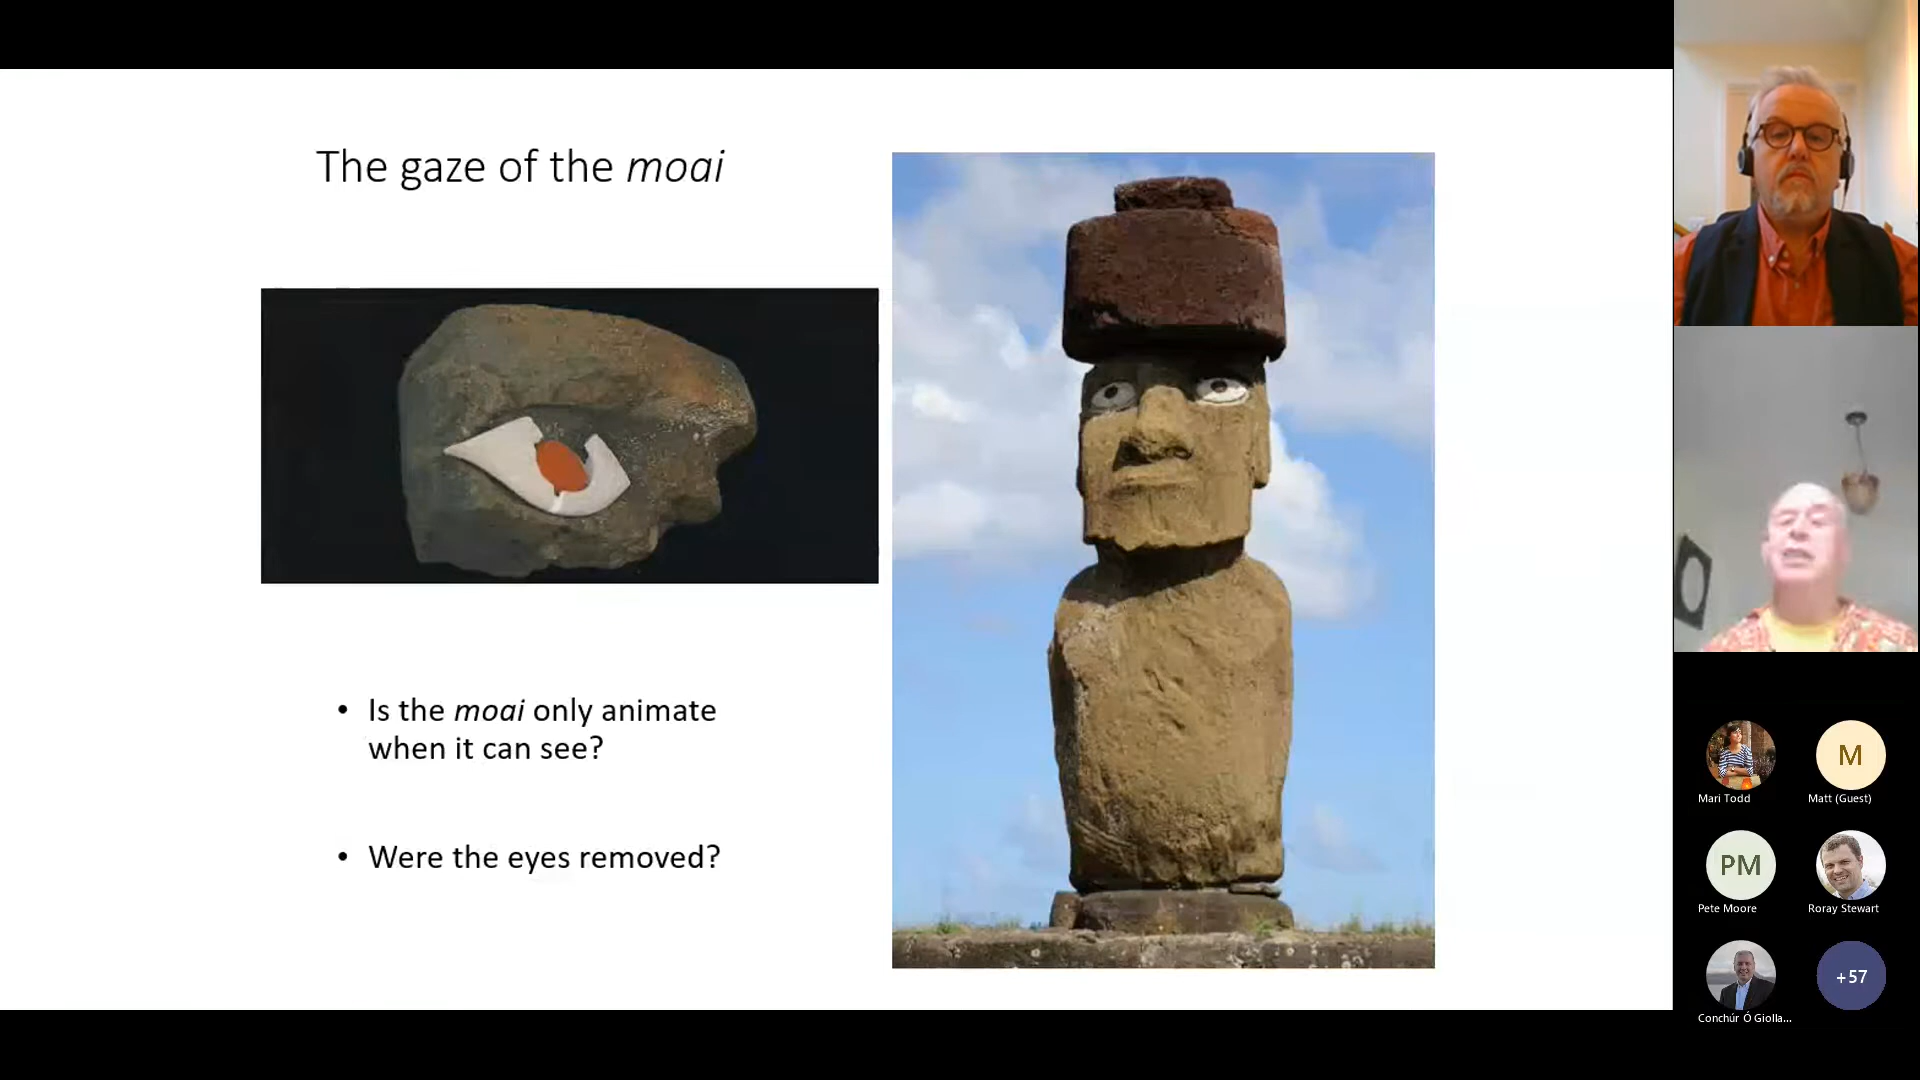 The gaze of the moai
• Is the moai only animate
when it can see?
• Were the eyes removed?
Mari Todd
M
Matt (Guest)
PM
Pete Moore
Roray Stewart
Conchúr Ó Giolla...
+57